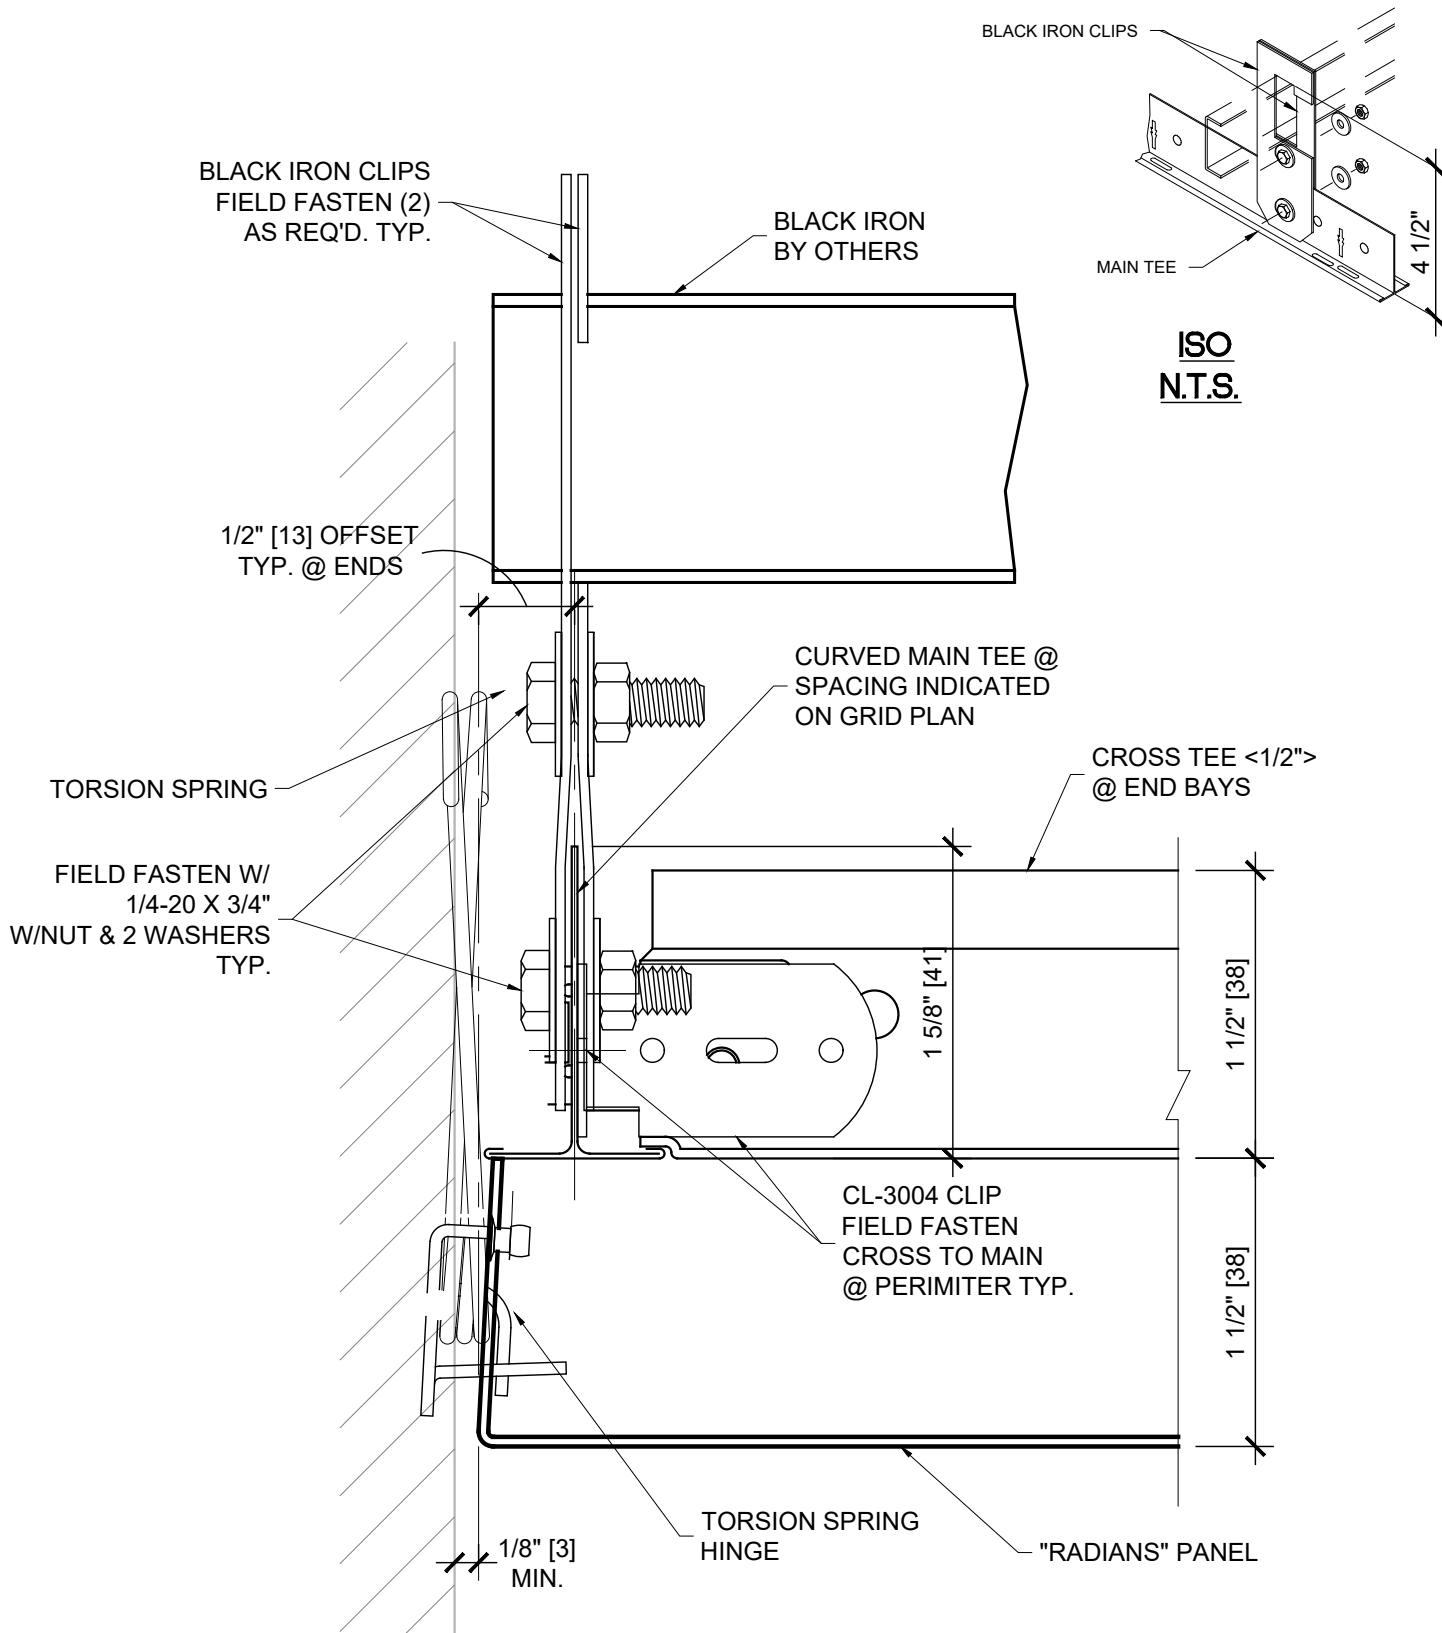 BLACK IRON CLIPS
MAIN TEE
4 1/2"
ISO
N.T.S.
BLACK IRON CLIPS
FIELD FASTEN (2)
AS REQ'D. TYP.
BLACK IRON
BY OTHERS
1/2" [13] OFFSET
TYP. @ ENDS
CURVED MAIN TEE @
SPACING INDICATED
ON GRID PLAN
CROSS TEE <1/2">
@ END BAYS
TORSION SPRING
FIELD FASTEN W/
1/4-20 X 3/4"
W/NUT & 2 WASHERS
TYP.
1 5/8" [41]
1 1/2" [38]
CL-3004 CLIP
FIELD FASTEN
CROSS TO MAIN
@ PERIMITER TYP.
1 1/2" [38]
TORSION SPRING
HINGE
"RADIANS" PANEL
1/8" [3]
MIN.